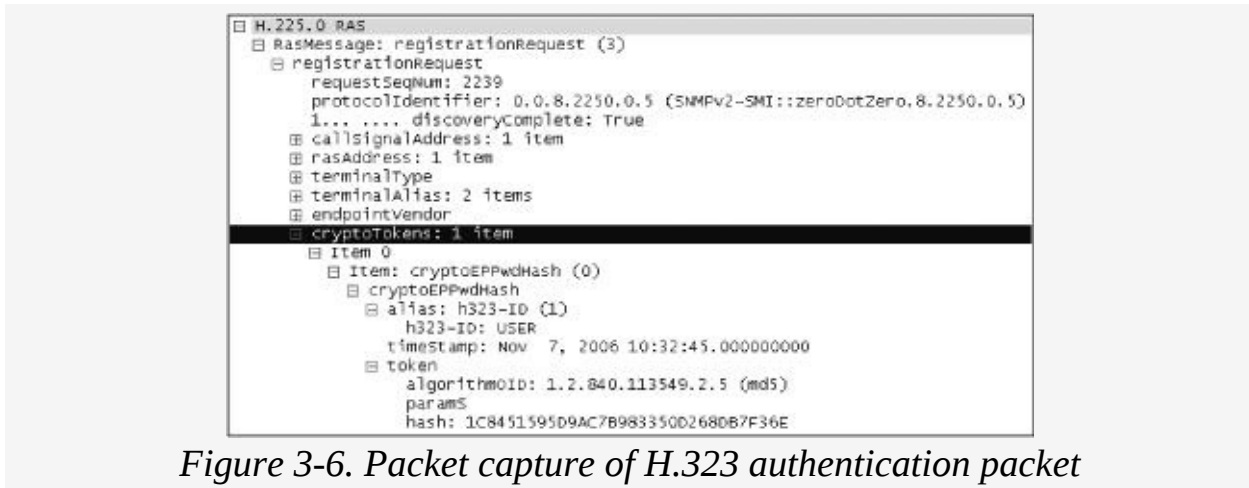 H.225.0 RAS
RasMessage: registrationRequest (3)
registrationRequest
requestSeqNum: 2239
protocolIdentifier: 0.0.8.2250.0.5 (SNMPv2-SMI::zeroDotZero.8.2250.0.5)
1... .... discoveryComplete: True
callSignalAddress: 1 item
rasAddress: 1 item
terminalType
terminalAlias: 2 items
endpointVendor
cryptoTokens: 1 item
Item 0
Item: cryptoEPPwdHash (0)
cryptoEPPwdHash
alias: h323-ID (1)
h323-ID: USER
timeStamp: Nov 7, 2006 10:32:45.000000000
token
algorithmOID: 1.2.840.113549.2.5 (md5)
paramS
hash: 1C8451595D9AC7B983350D268DB7F36E
Figure 3-6. Packet capture of H.323 authentication packet